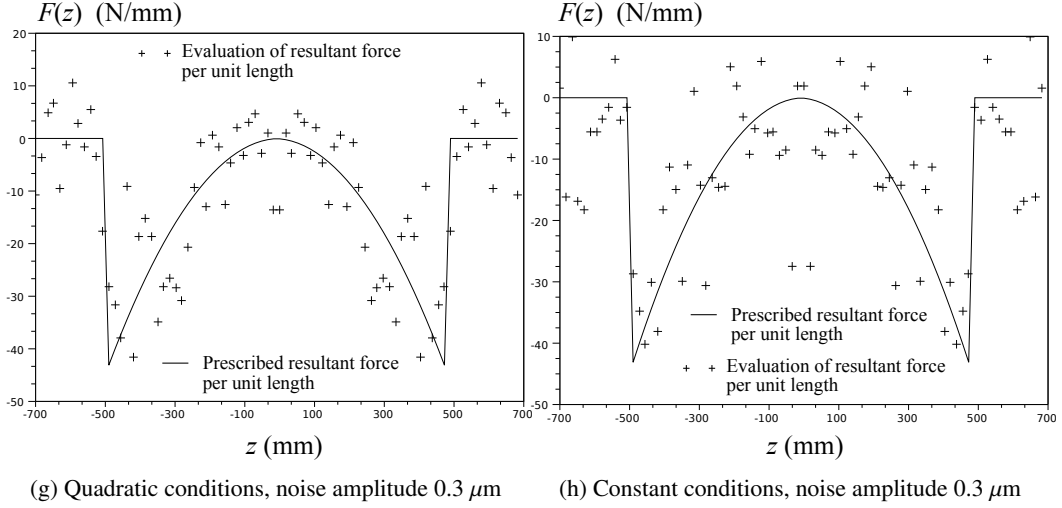 F(z) (N/mm)
20
10
0
-10
-20
-30
-40
-50
-700
-500
-300
-100
100
300
500
700
Evaluation of resultant force
per unit length
Prescribed resultant force
per unit length
z (mm)
(g) Quadratic conditions, noise amplitude 0.3 μm
F(z) (N/mm)
10
0
-10
-20
-30
-40
-50
-700
-500
-300
-100
100
300
500
700
Prescribed resultant force
per unit length
Evaluation of resultant force
per unit length
z (mm)
(h) Constant conditions, noise amplitude 0.3 μm